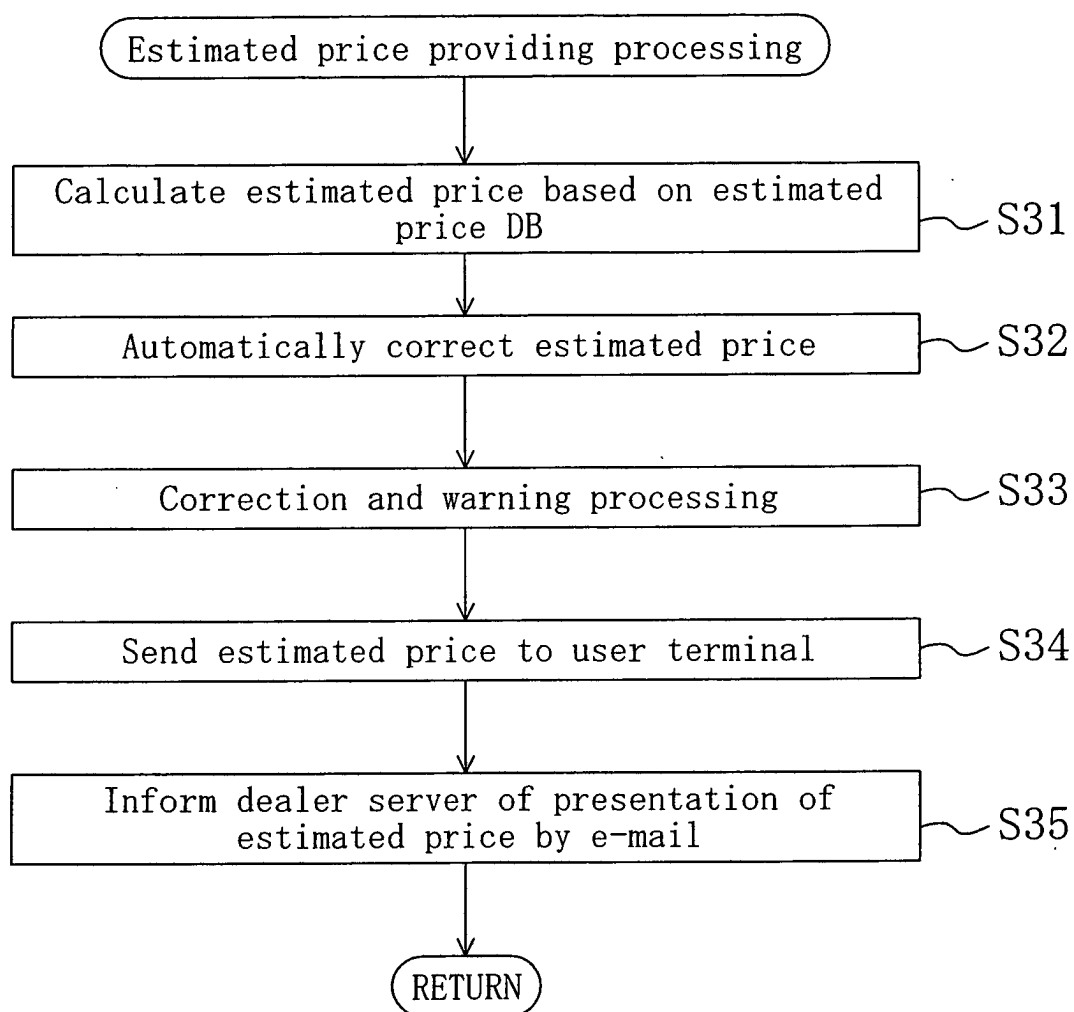 Estimated price providing processing
Calculate estimated price based on estimated
price DB
S31
Automatically correct estimated price
S32
Correction and warning processing
S33
Send estimated price to user terminal
S34
Inform dealer server of presentation of
estimated price by e-mail
S35
RETURN